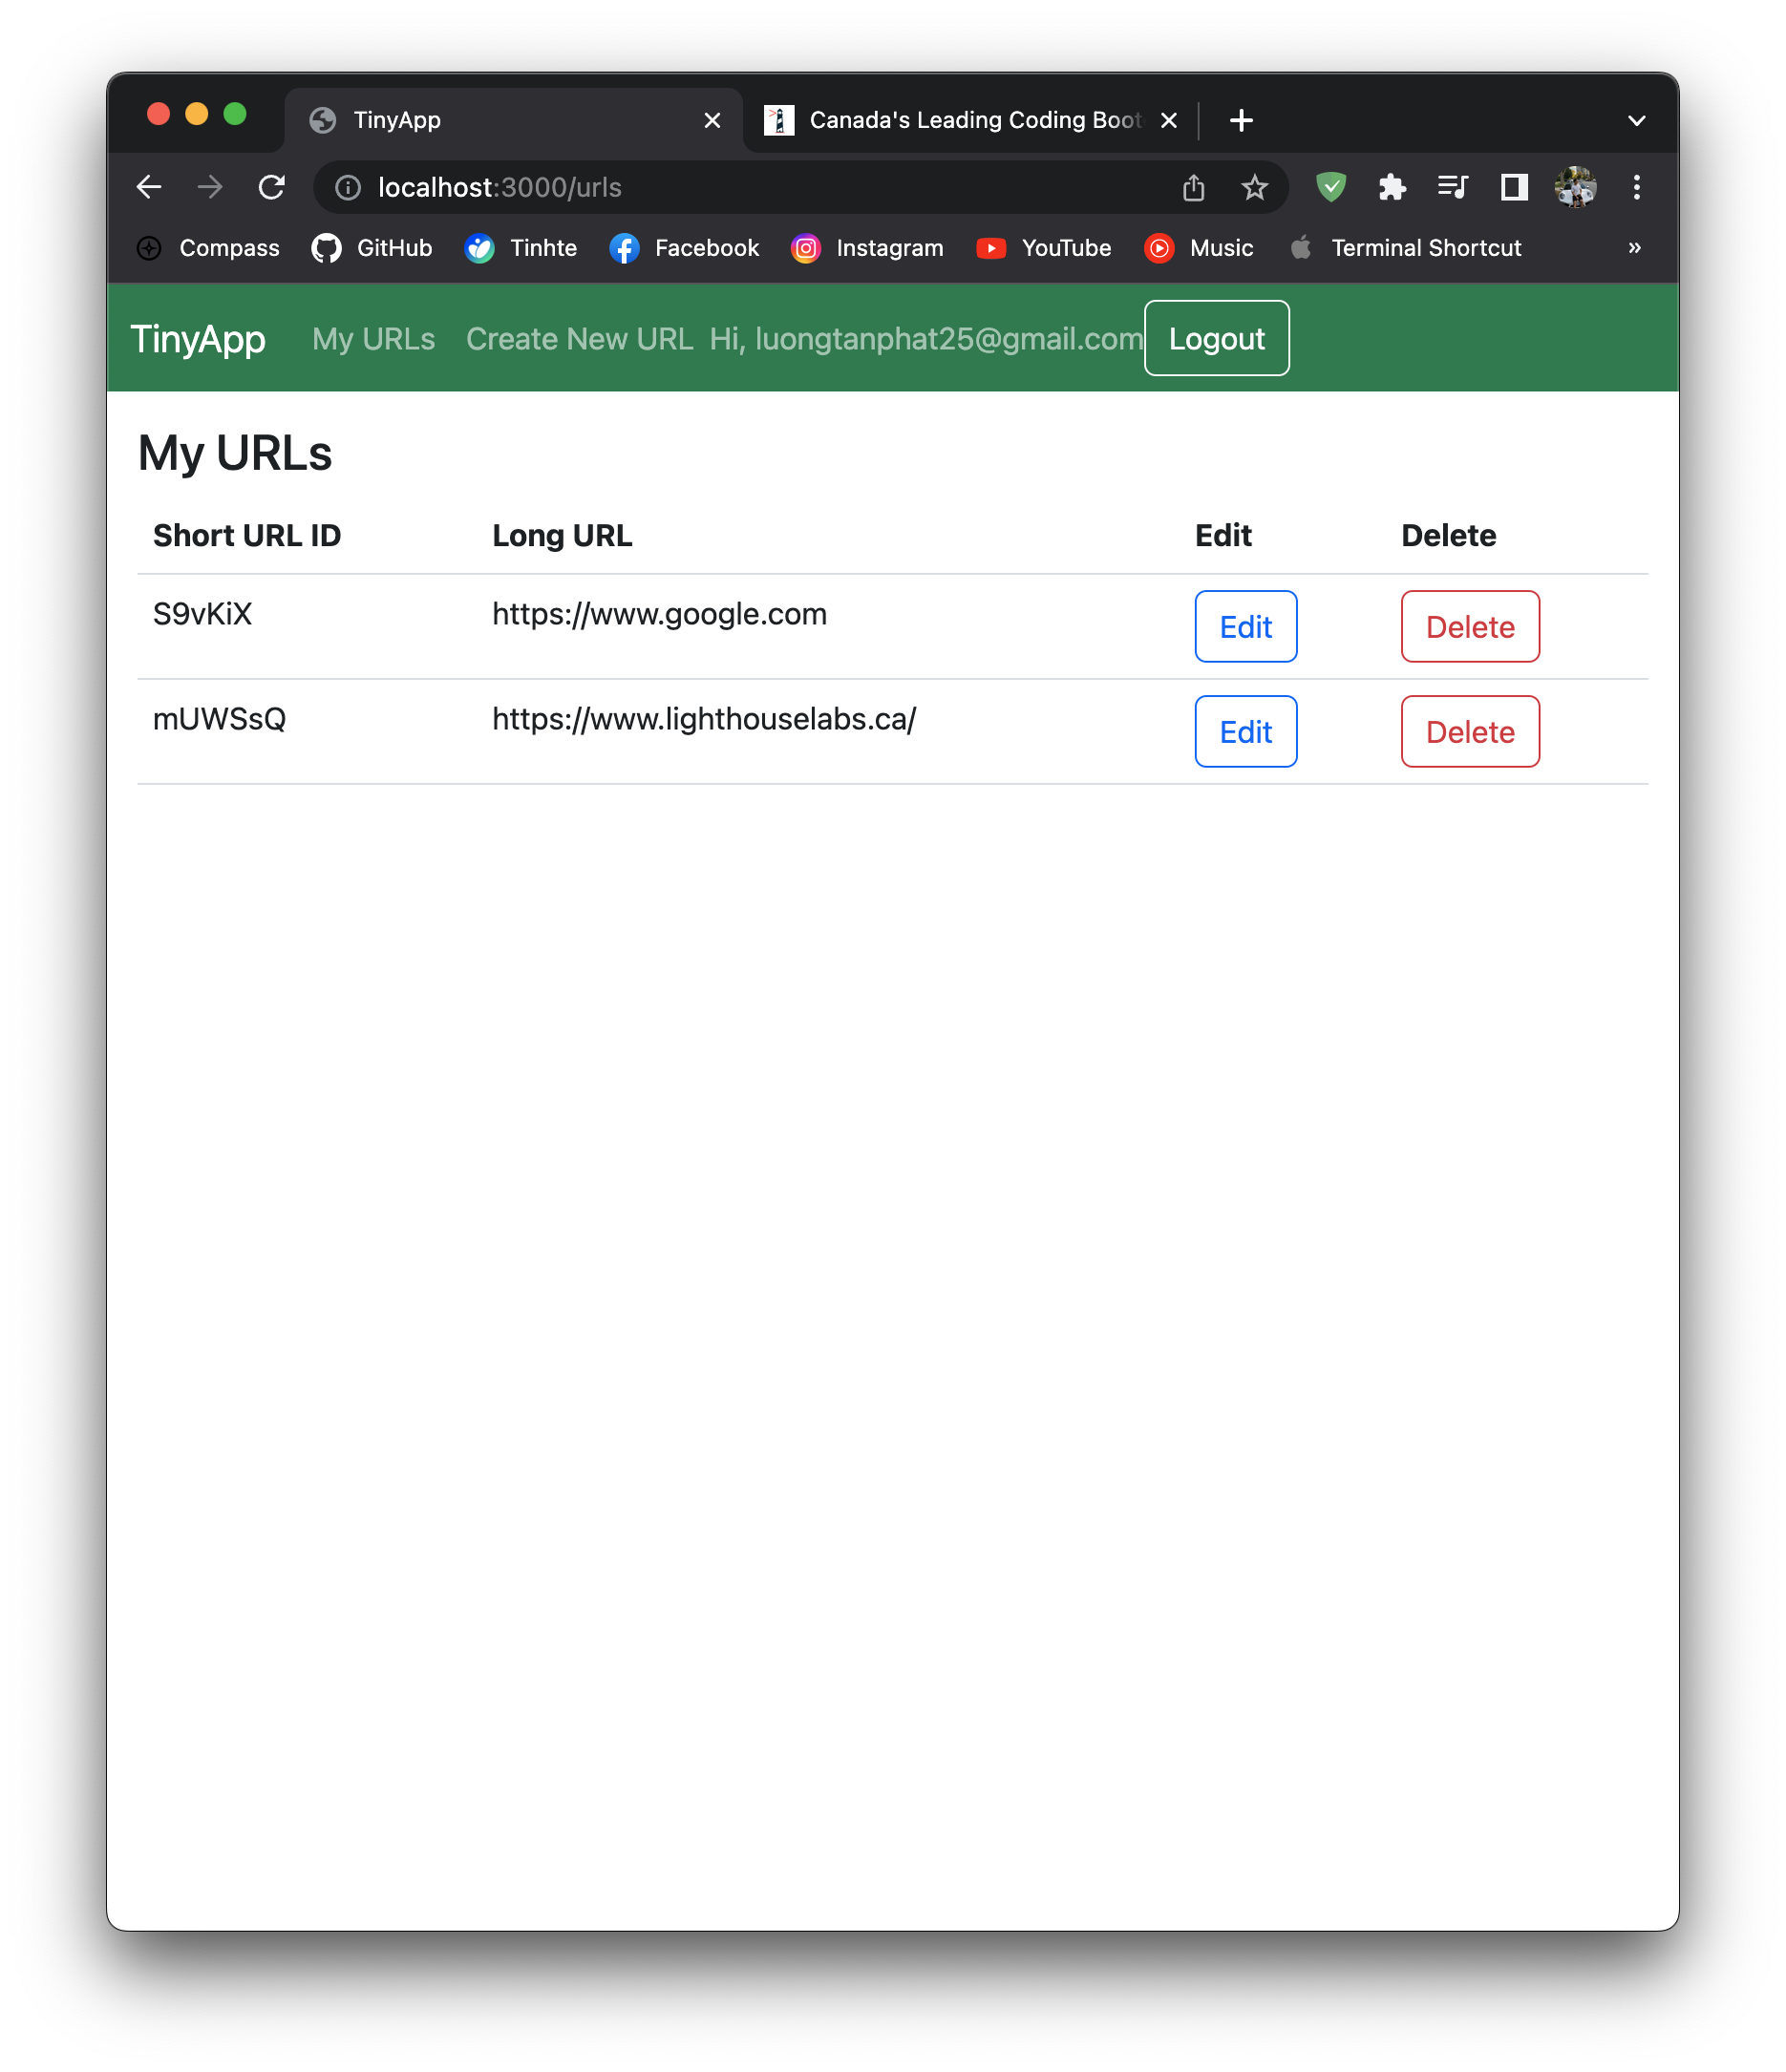 TinyApp
Canada's Leading Coding Boot
localhost:3000/urls
Compass GitHub Tinhte Facebook Instagram YouTube Music Terminal Shortcut »
TinyApp My URLs Create New URL Hi, luongtanphat25@gmail.com Logout
My URLs
Short URL ID Long URL Edit Delete
S9vKiX https://www.google.com Edit Delete
mUWSsQ https://www.lighthouselabs.ca/ Edit Delete